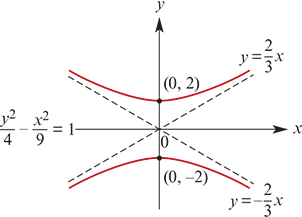 y
y = 2/3 x
(0, 2)
y²/4 − x²/9 = 1
x
0
(0, −2)
y = −2/3 x